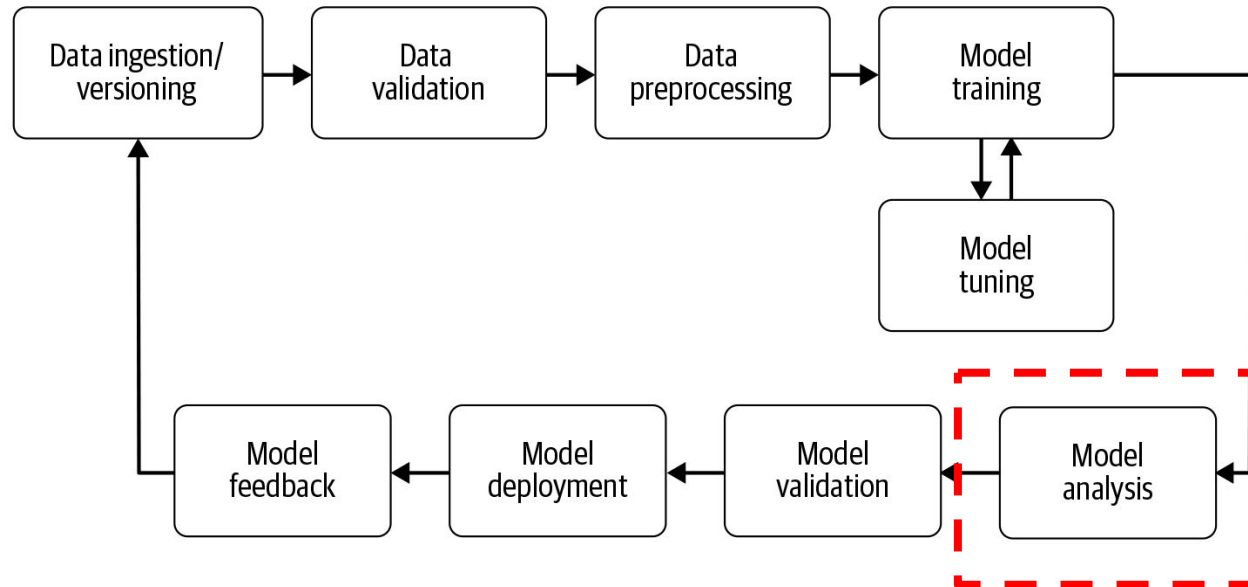 Data ingestion/
versioning
Data
validation
Data
preprocessing
Model
training
Model
tuning
Model
feedback
Model
deployment
Model
validation
Model
analysis